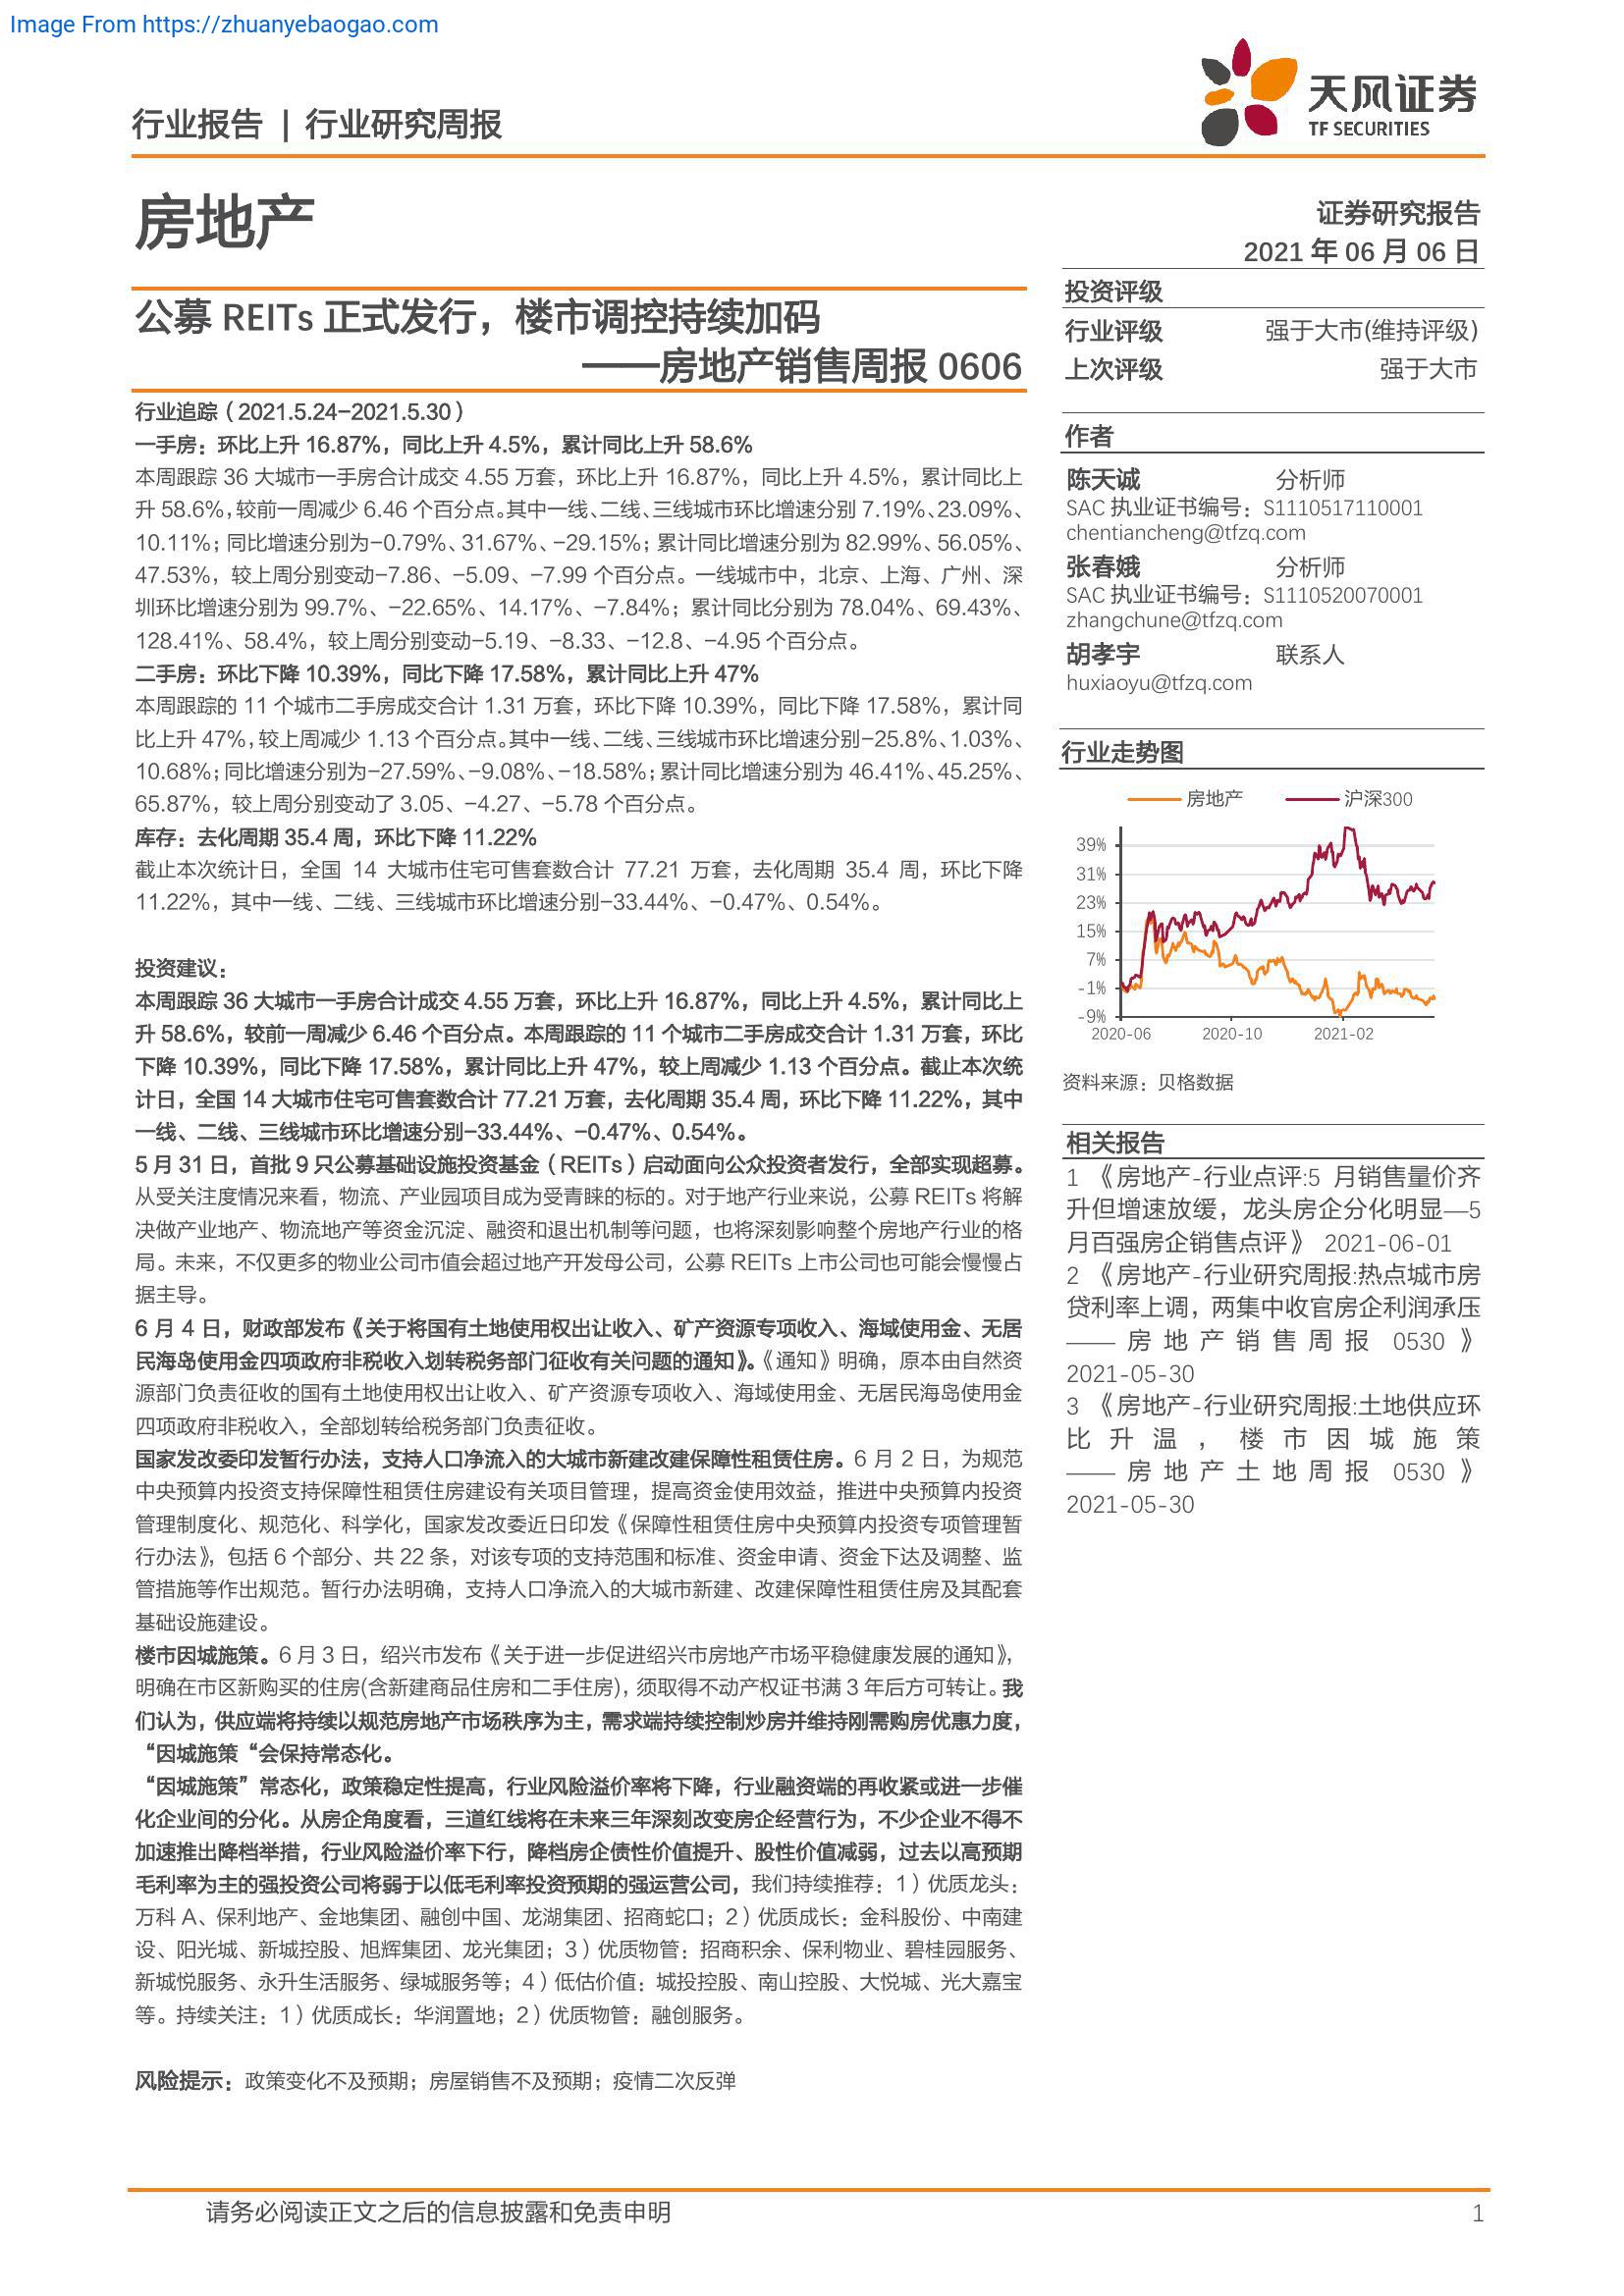 Image From https://zhuanyebaogao.com
行业报告 | 行业研究周报
天风证券
TF SECURITIES
房地产
证券研究报告
2021 年 06 月 06 日
公募 REITs 正式发行，楼市调控持续加码
——房地产销售周报 0606
行业追踪（2021.5.24-2021.5.30）
一手房：环比上升 16.87%，同比上升 4.5%，累计同比上升 58.6%
本周跟踪 36 大城市一手房合计成交 4.55 万套，环比上升 16.87%，同比上升 4.5%，累计同比上
升 58.6%，较前一周减少 6.46 个百分点。其中一线、二线、三线城市环比增速分别 7.19%、23.09%、
10.11%；同比增速分别为-0.79%、31.67%、-29.15%；累计同比增速分别为 82.99%、56.05%、
47.53%，较上周分别变动-7.86、-5.09、-7.99 个百分点。一线城市中，北京、上海、广州、深
圳环比增速分别为 99.7%、-22.65%、14.17%、-7.84%；累计同比分别为 78.04%、69.43%、
128.41%、58.4%，较上周分别变动-5.19、-8.33、-12.8、-4.95 个百分点。
二手房：环比下降 10.39%，同比下降 17.58%，累计同比上升 47%
本周跟踪的 11 个城市二手房成交合计 1.31 万套，环比下降 10.39%，同比下降 17.58%，累计同
比上升 47%，较上周减少 1.13 个百分点。其中一线、二线、三线城市环比增速分别-25.8%、1.03%、
10.68%；同比增速分别为-27.59%、-9.08%、-18.58%；累计同比增速分别为 46.41%、45.25%、
65.87%，较上周分别变动了 3.05、-4.27、-5.78 个百分点。
库存：去化周期 35.4 周，环比下降 11.22%
截止本次统计日，全国 14 大城市住宅可售套数合计 77.21 万套，去化周期 35.4 周，环比下降
11.22%，其中一线、二线、三线城市环比增速分别-33.44%、-0.47%、0.54%。
投资建议：
本周跟踪 36 大城市一手房合计成交 4.55 万套，环比上升 16.87%，同比上升 4.5%，累计同比上
升 58.6%，较前一周减少 6.46 个百分点。本周跟踪的 11 个城市二手房成交合计 1.31 万套，环比
下降 10.39%，同比下降 17.58%，累计同比上升 47%，较上周减少 1.13 个百分点。截止本次统
计日，全国 14 大城市住宅可售套数合计 77.21 万套，去化周期 35.4 周，环比下降 11.22%，其中
一线、二线、三线城市环比增速分别-33.44%、-0.47%、0.54%。
5 月 31 日，首批 9 只公募基础设施投资基金（REITs）启动面向公众投资者发行，全部实现超募。
从受关注度情况来看，物流、产业园项目成为受青睐的标的。对于地产行业来说，公募 REITs 将解
决做产业地产、物流地产等资金沉淀、融资和退出机制等问题，也将深刻影响整个房地产行业的格
局。未来，不仅更多的物业公司市值会超过地产开发母公司，公募 REITs 上市公司也可能会慢慢占
据主导。
6 月 4 日，财政部发布《关于将国有土地使用权出让收入、矿产资源专项收入、海域使用金、无居
民海岛使用金四项政府非税收入划转税务部门征收有关问题的通知》。《通知》明确，原本由自然资
源部门负责征收的国有土地使用权出让收入、矿产资源专项收入、海域使用金、无居民海岛使用金
四项政府非税收入，全部划转给税务部门负责征收。
国家发改委印发暂行办法，支持人口净流入的大城市新建改建保障性租赁住房。6 月 2 日，为规范
中央预算内投资支持保障性租赁住房建设有关项目管理，提高资金使用效益，推进中央预算内投资
管理制度化、规范化、科学化，国家发改委近日印发《保障性租赁住房中央预算内投资专项管理暂
行办法》，包括 6 个部分、共 22 条，对该专项的支持范围和标准、资金申请、资金下达及调整、监
管措施等作出规范。暂行办法明确，支持人口净流入的大城市新建、改建保障性租赁住房及其配套
基础设施建设。
楼市因城施策。6 月 3 日，绍兴市发布《关于进一步促进绍兴市房地产市场平稳健康发展的通知》，
明确在市区新购买的住房(含新建商品住房和二手住房)，须取得不动产权证书满 3 年后方可转让。我
们认为，供应端将持续以规范房地产市场秩序为主，需求端持续控制炒房并维持刚需购房优惠力度，
“因城施策“会保持常态化。
“因城施策”常态化，政策稳定性提高，行业风险溢价率将下降，行业融资端的再收紧或进一步催
化企业间的分化。从房企角度看，三道红线将在未来三年深刻改变房企经营行为，不少企业不得不
加速推出降档举措，行业风险溢价率下行，降档房企债性价值提升、股性价值减弱，过去以高预期
毛利率为主的强投资公司将弱于以低毛利率投资预期的强运营公司，我们持续推荐：1）优质龙头：
万科 A、保利地产、金地集团、融创中国、龙湖集团、招商蛇口；2）优质成长：金科股份、中南建
设、阳光城、新城控股、旭辉集团、龙光集团；3）优质物管：招商积余、保利物业、碧桂园服务、
新城悦服务、永升生活服务、绿城服务等；4）低估价值：城投控股、南山控股、大悦城、光大嘉宝
等。持续关注：1）优质成长：华润置地；2）优质物管：融创服务。
风险提示：政策变化不及预期；房屋销售不及预期；疫情二次反弹
投资评级
行业评级 强于大市(维持评级)
上次评级 强于大市
作者
陈天诚 分析师
SAC 执业证书编号：S1110517110001
chentiancheng@tfzq.com
张春娥 分析师
SAC 执业证书编号：S1110520070001
zhangchune@tfzq.com
胡孝宇 联系人
huxiaoyu@tfzq.com
行业走势图
房地产 沪深300
39%
31%
23%
15%
7%
-1%
-9%
2020-06 2020-10 2021-02
资料来源：贝格数据
相关报告
1 《房地产-行业点评:5 月销售量价齐
升但增速放缓，龙头房企分化明显—5
月百强房企销售点评》 2021-06-01
2 《房地产-行业研究周报:热点城市房
贷利率上调，两集中收官房企利润承压
——房地产销售周报 0530》
2021-05-30
3 《房地产-行业研究周报:土地供应环
比升温，楼市因城施策
——房地产土地周报 0530》
2021-05-30
请务必阅读正文之后的信息披露和免责申明 1